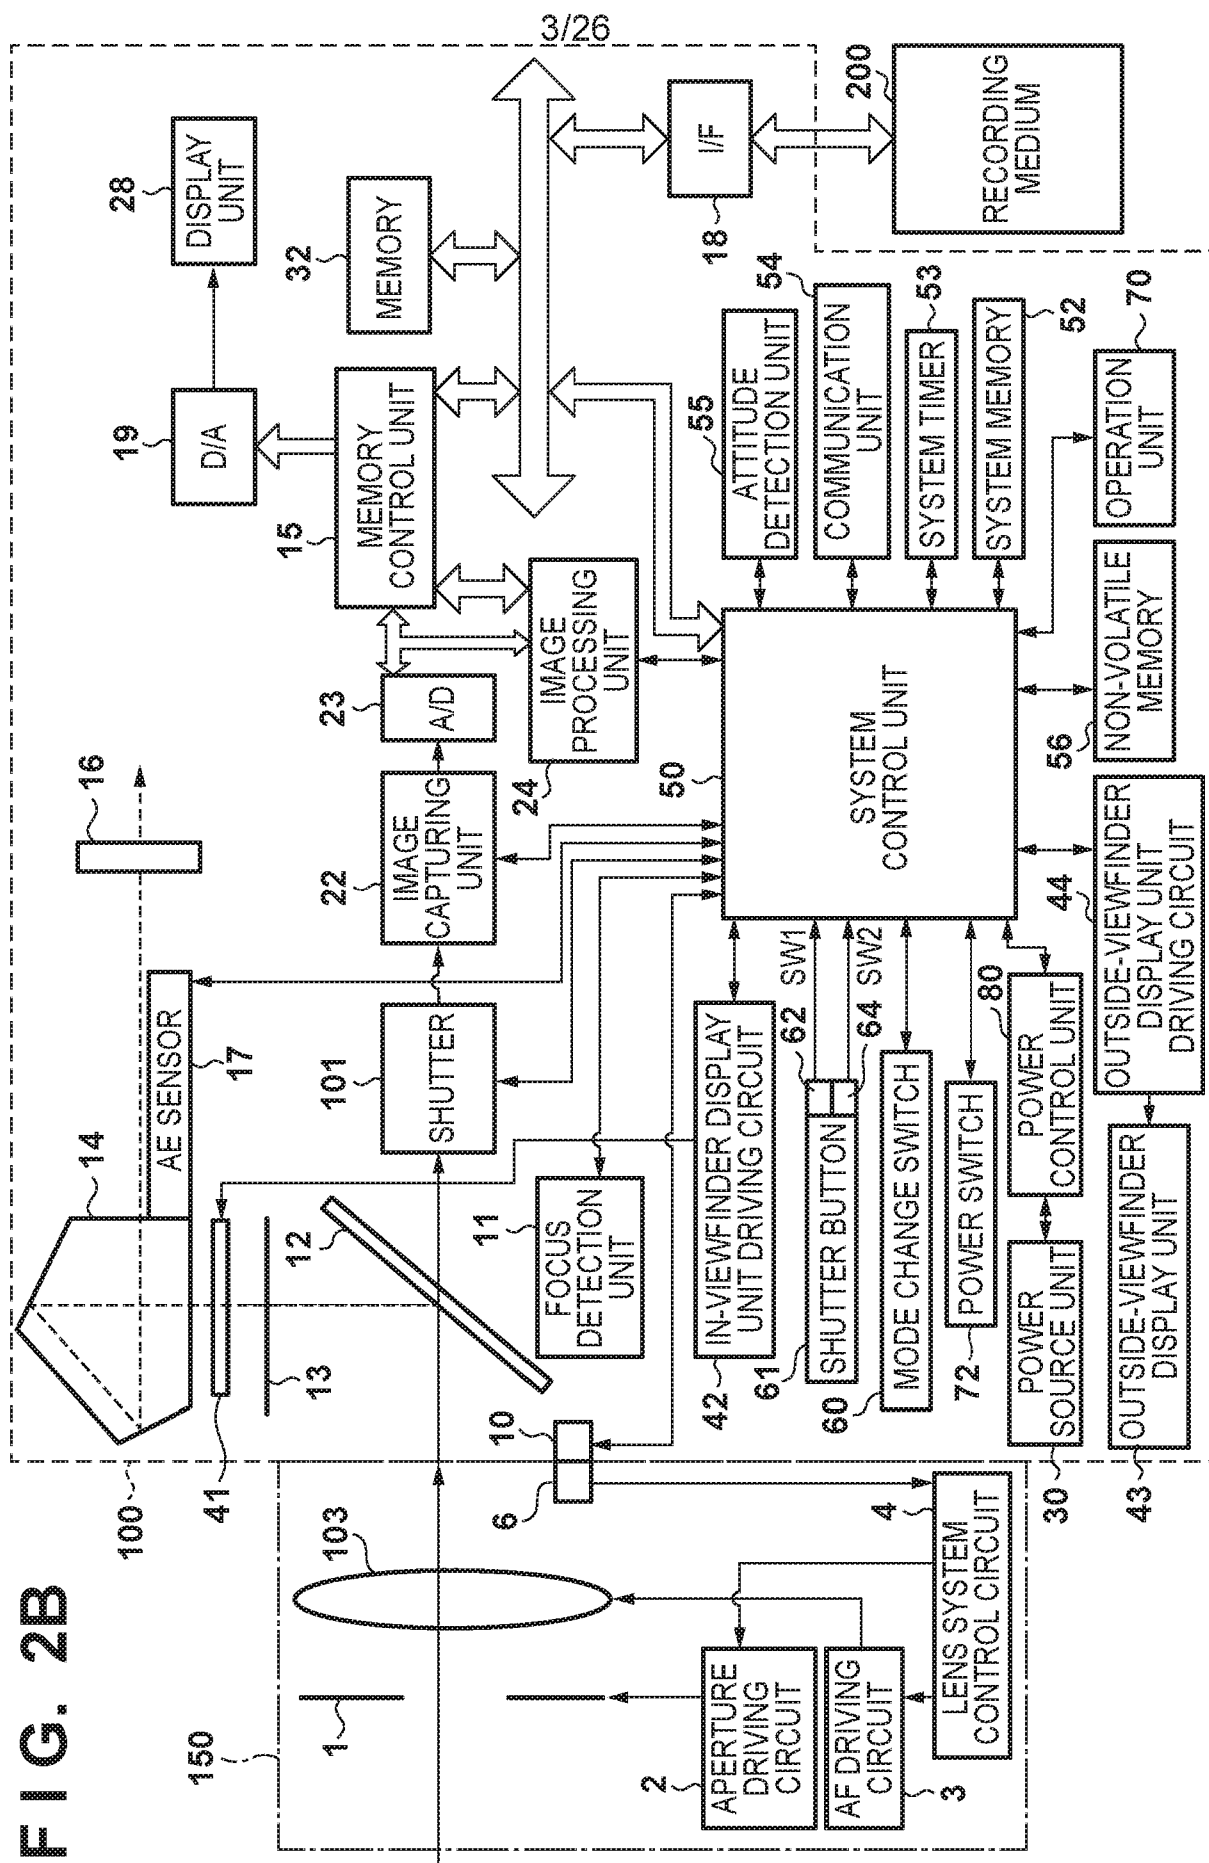 3/26
FIG. 2B
100
150
103
1
2
APERTURE
DRIVING
CIRCUIT
3
AF DRIVING
CIRCUIT
4
LENS SYSTEM
CONTROL CIRCUIT
6
10
41
13
12
14
AE SENSOR
17
16
101
SHUTTER
11
FOCUS
DETECTION
UNIT
22
IMAGE
CAPTURING
UNIT
23
A/D
24
IMAGE
PROCESSING
UNIT
15
MEMORY
CONTROL UNIT
19
D/A
28
DISPLAY
UNIT
32
MEMORY
18
I/F
200
RECORDING
MEDIUM
50
SYSTEM
CONTROL UNIT
55
ATTITUDE
DETECTION UNIT
54
COMMUNICATION
UNIT
53
SYSTEM TIMER
52
SYSTEM MEMORY
70
OPERATION
UNIT
56
NON-VOLATILE
MEMORY
44
OUTSIDE-VIEWFINDER
DISPLAY UNIT
DRIVING CIRCUIT
43
OUTSIDE-VIEWFINDER
DISPLAY UNIT
42
IN-VIEWFINDER DISPLAY
UNIT DRIVING CIRCUIT
SW1
62
64
SW2
61
SHUTTER BUTTON
60
MODE CHANGE SWITCH
72
POWER SWITCH
80
POWER
CONTROL UNIT
30
POWER
SOURCE UNIT